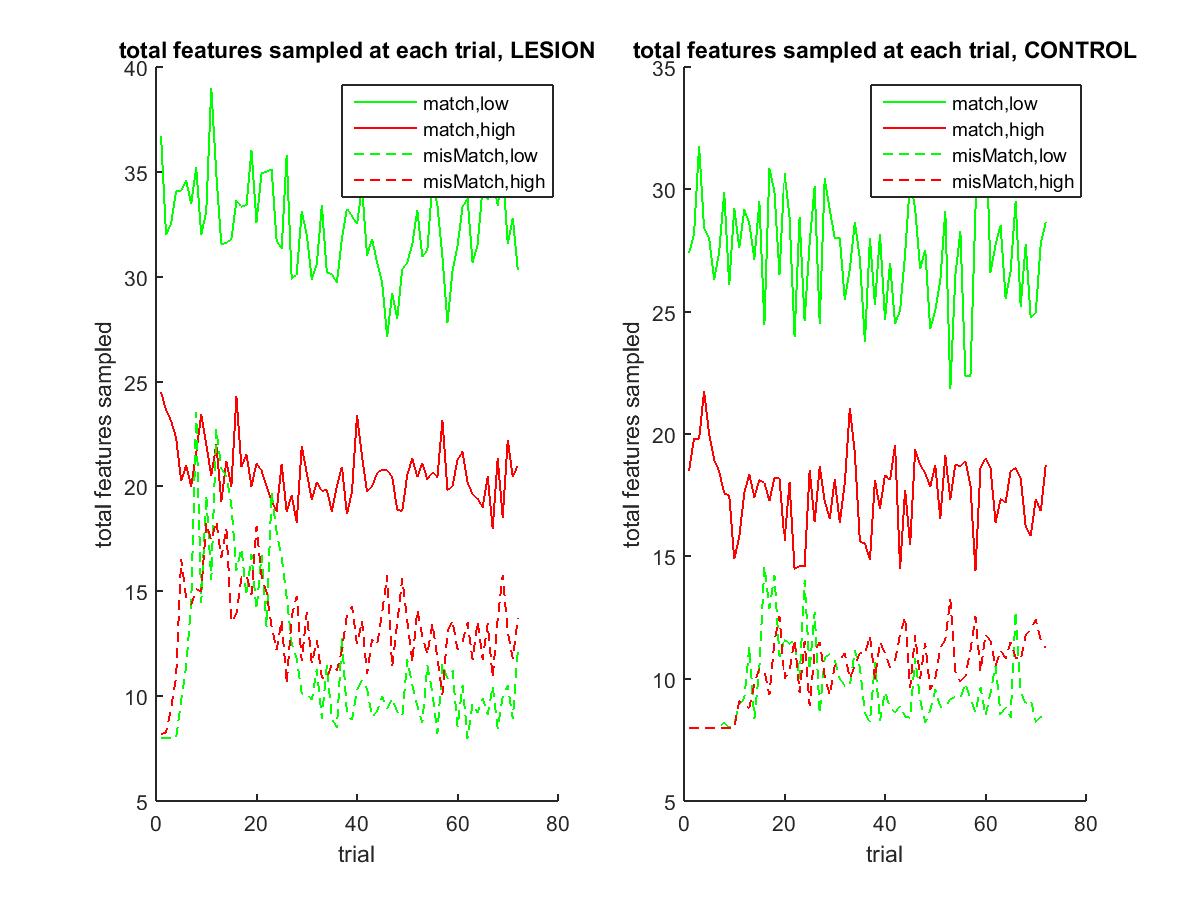 total features sampled at each trial, LESION
total features sampled
40
35
30
25
20
15
10
5
0
20
40
60
80
trial
match,low
match,high
misMatch,low
misMatch,high
total features sampled at each trial, CONTROL
total features sampled
35
30
25
20
15
10
5
0
20
40
60
80
trial
match,low
match,high
misMatch,low
misMatch,high